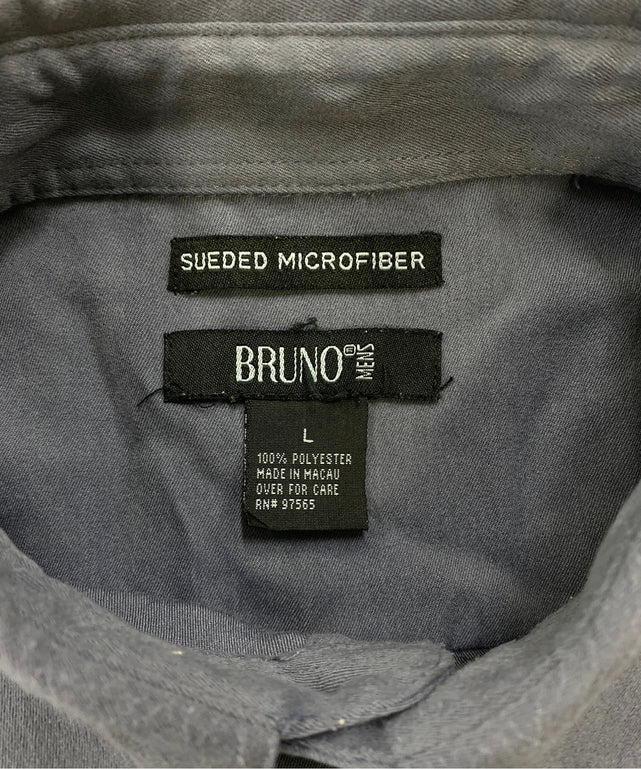 SUEDED MICROFIBER
BRUNO® MENS
L
100% POLYESTER
MADE IN MACAU
OVER FOR CARE
RN# 97565